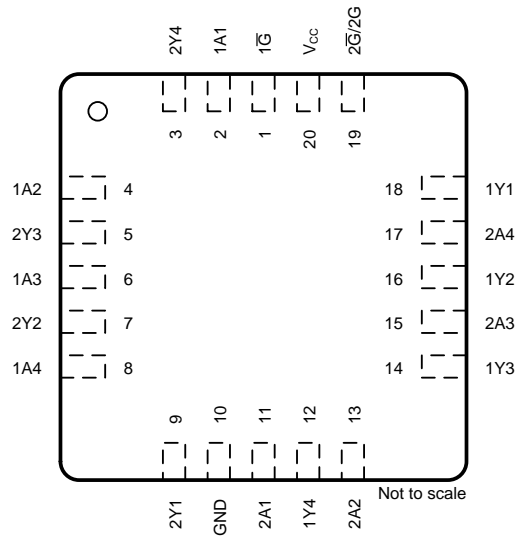 2Y4 1A1 1G̅ Vcc 2G̅/2G
3 2 1 20 19
1A2 4 18 1Y1
2Y3 5 17 2A4
1A3 6 16 1Y2
2Y2 7 15 2A3
1A4 8 14 1Y3
9 10 11 12 13
Not to scale
2Y1 GND 2A1 1Y4 2A2